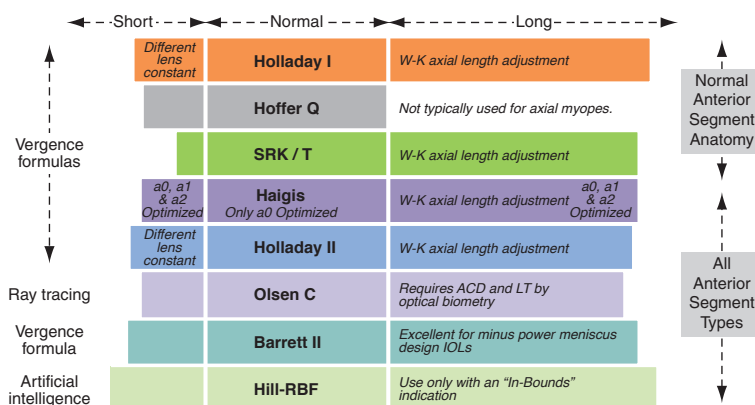 Short Normal Long
Different
lens
constant
Holladay I
W-K axial length adjustment
Hoffer Q
Not typically used for axial myopes.
SRK / T
W-K axial length adjustment
a0, a1
& a2
Optimized
Haigis
Only a0 Optimized
W-K axial length adjustment
a0, a1
& a2
Optimized
Different
lens
constant
Holladay II
W-K axial length adjustment
Vergence
formulas
Normal
Anterior
Segment
Anatomy
Ray tracing
Olsen C
Requires ACD and LT by
optical biometry
Vergence
formula
Barrett II
Excellent for minus power meniscus
design IOLs
Artificial
intelligence
Hill-RBF
Use only with an “In-Bounds”
indication
All
Anterior
Segment
Types